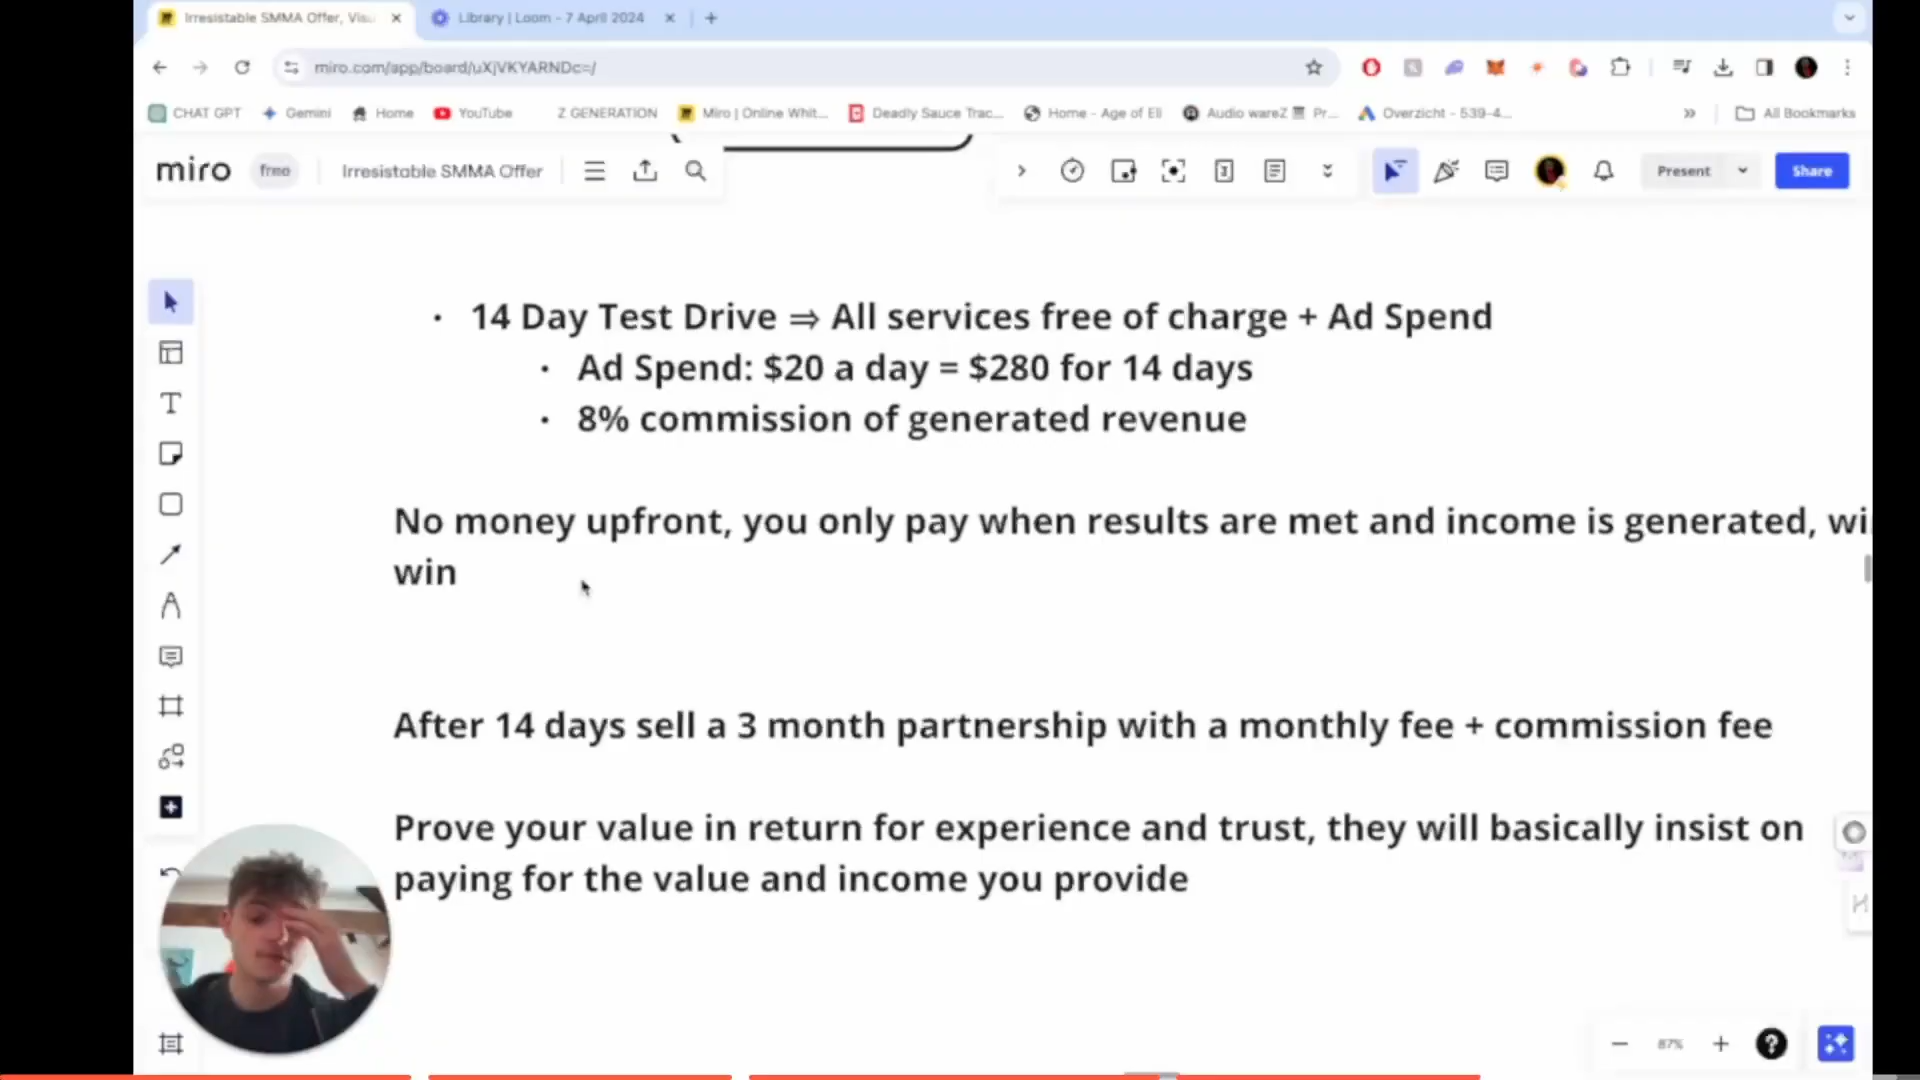 Irresistable SMMA Offer, Visu
Library | Loom - 7 April 2024
miro.com/app/board/uXjVKYARNDc=/
CHAT GPT
Gemini
Home
YouTube
Z GENERATION
Miro | Online Whit...
Deadly Sauce Trac...
Home - Age of Eli
Audio wareZ
Pr...
Overzicht - 539-4...
All Bookmarks
miro
free
Irresistable SMMA Offer
Present
Share
· 14 Day Test Drive ⇒ All services free of charge + Ad Spend
· Ad Spend: $20 a day = $280 for 14 days
· 8% commission of generated revenue
No money upfront, you only pay when results are met and income is generated, wi
win
After 14 days sell a 3 month partnership with a monthly fee + commission fee
Prove your value in return for experience and trust, they will basically insist on
paying for the value and income you provide
87%